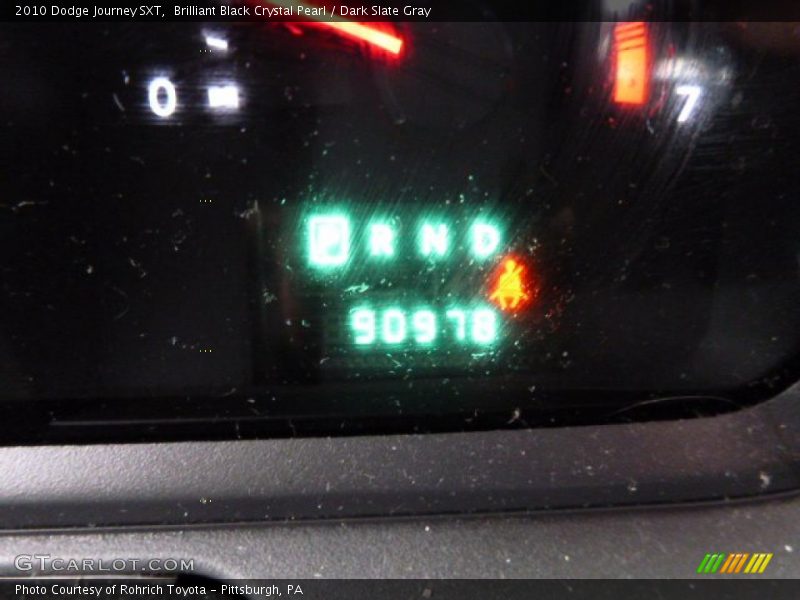 2010 Dodge Journey SXT,  Brilliant Black Crystal Pearl / Dark Slate Gray
0
7
P R N D
90978
GTCARLOT.COM
Photo Courtesy of Rohrich Toyota - Pittsburgh, PA